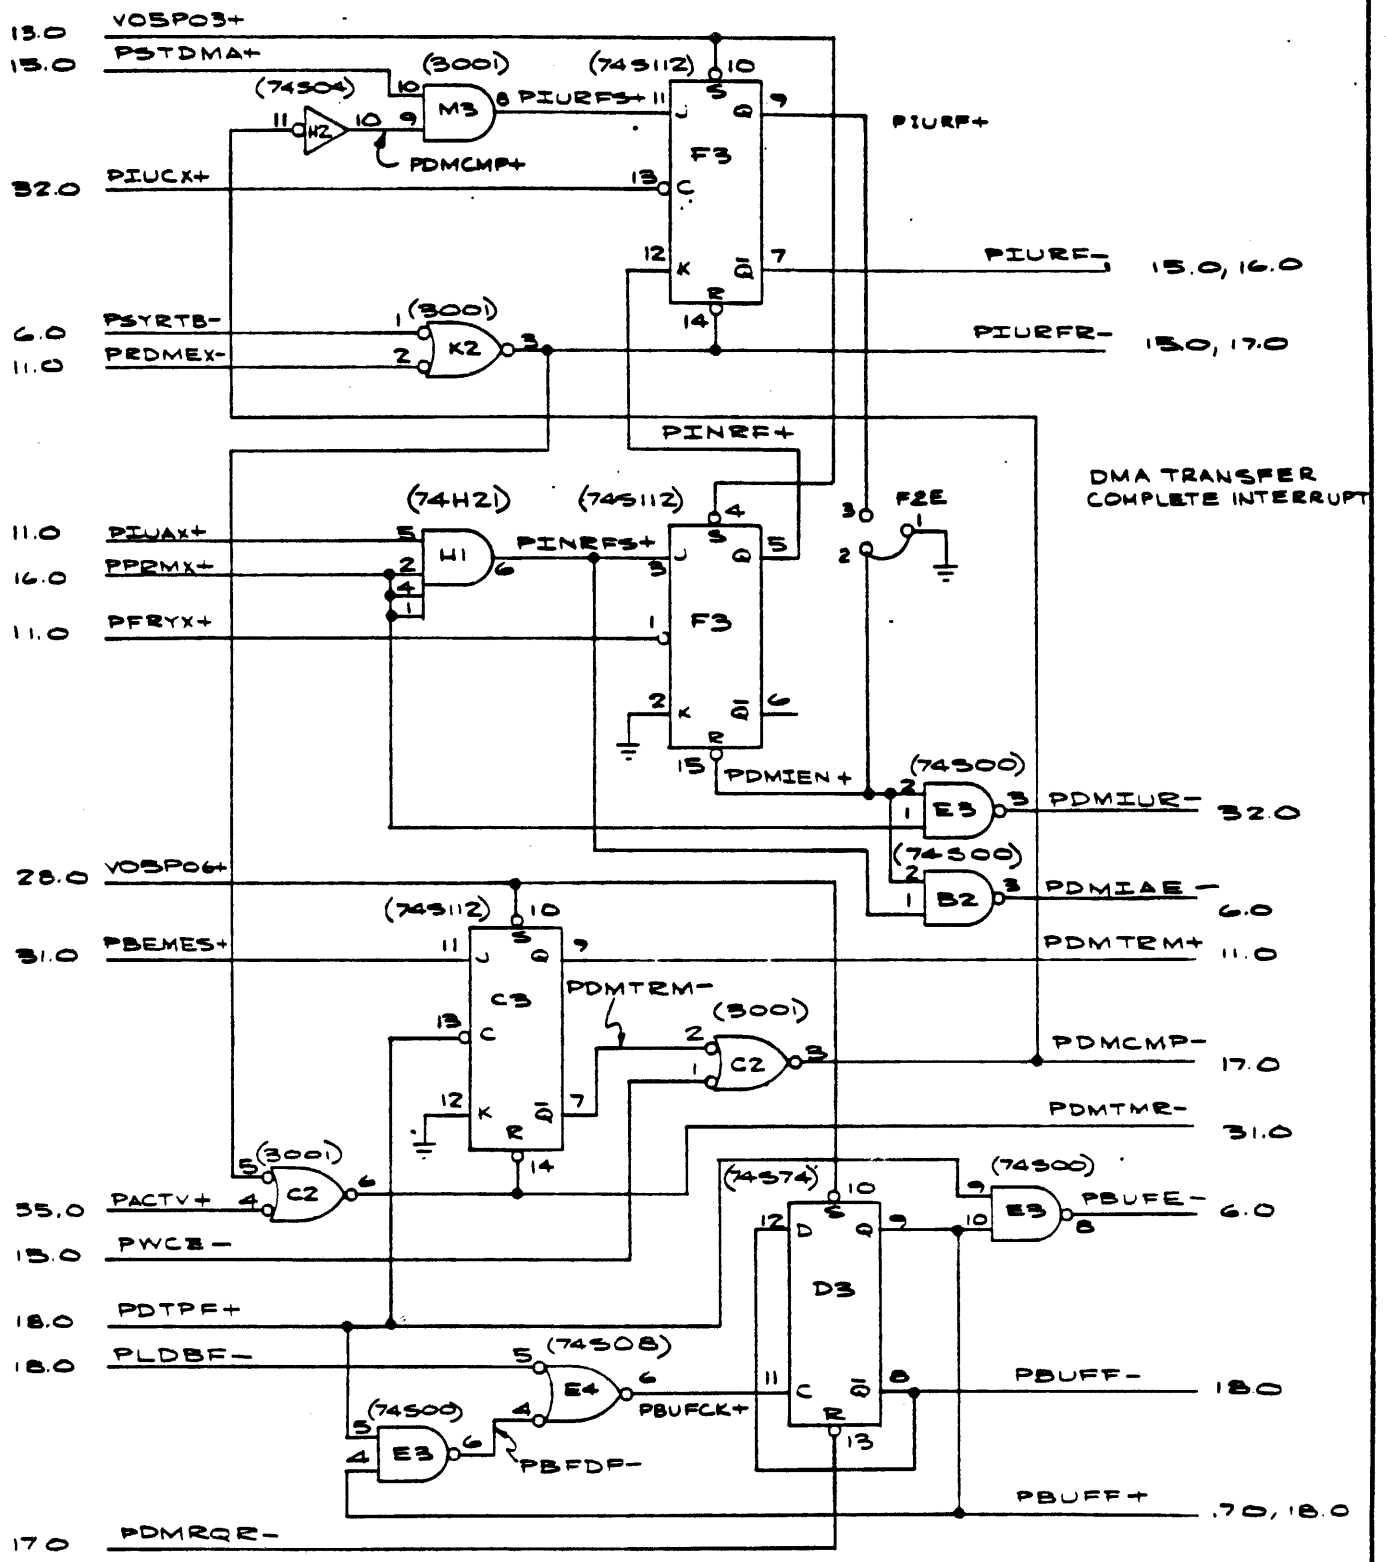 13.0 VO5PO3+
15.0 PSTDMA+
(74S04)
11 H2 10
(3001)
10 9 M3 8 PIURFS+
PDMCMP+
(74S112)
10 S
11 J Q 9
F3
13 C
12 K Q̄ 7
R 14
PIURF+
32.0 PIUCX+
PIURF- 15.0, 16.0
6.0 PSYRTB-
11.0 PRDMEX-
(3001)
1 2 K2 3
PIURFR- 15.0, 17.0
PINRF+
DMA TRANSFER
COMPLETE INTERRUPT
11.0 PIUAX+
16.0 PPRMX+
11.0 PFRYX+
(74H21)
5 2 4 1 H1 6
PINRFS+
(74S112)
4 S
3 J Q 5
F3
1
2 K Q̄ 6
R 15
PDMIEN+
F2E
3 1
2
(74S00)
2 1 E3 3 PDMIUR- 32.0
(74S00)
2 1 B2 3 PDMIAE- 6.0
28.0 VO5PO6+
31.0 PBEMES+
(74S112)
10 S
11 J Q 9
C3
13 C
12 K Q̄ 7
R 14
PDMTRM+ 11.0
PDMTRM-
(3001)
2 1 C2 3
PDMCMP- 17.0
PDMTMR- 31.0
(3001)
5 4 C2 6
35.0 PACTV+
15.0 PWCB-
18.0 PDTPF+
18.0 PLDBF-
(74S74)
10 S
12 D Q 9
D3
11 C Q̄ 8
R 13
(74S00)
9 10 E3 8 PBUFE- 6.0
(74S08)
5 4 E4 6 PBUFCK+
(74S00)
5 4 E3 6
PBFDF-
PBUFF- 18.0
PBUFF+ .70, 18.0
17.0 PDMRQR-